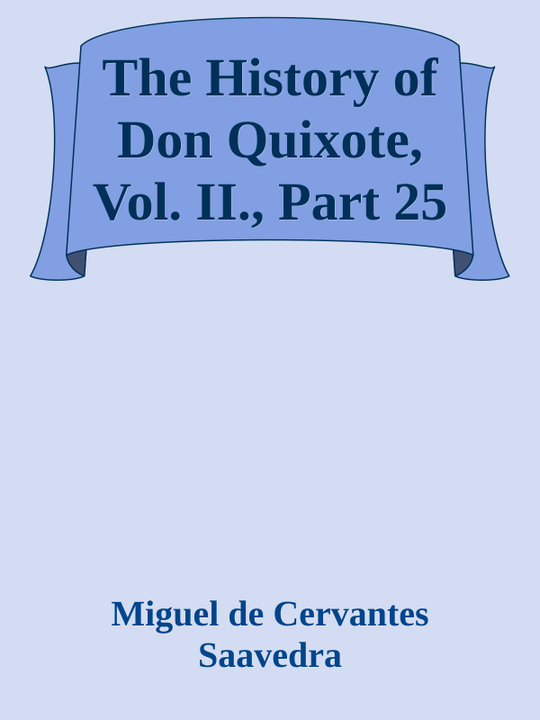 The History of
Don Quixote,
Vol. II., Part 25
Miguel de Cervantes
Saavedra